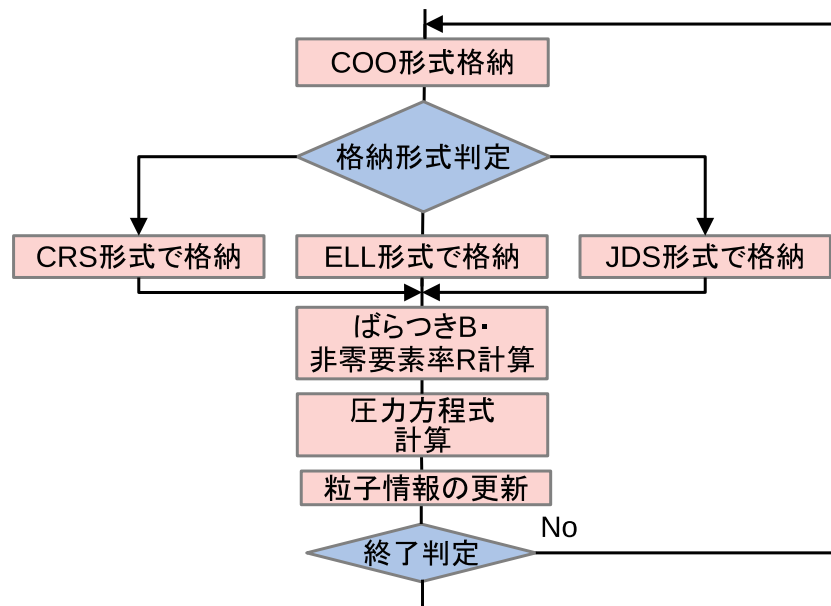 COO形式格納
格納形式判定
CRS形式で格納
ELL形式で格納
JDS形式で格納
ばらつきB・
非零要素率R計算
圧力方程式
計算
粒子情報の更新
No
終了判定